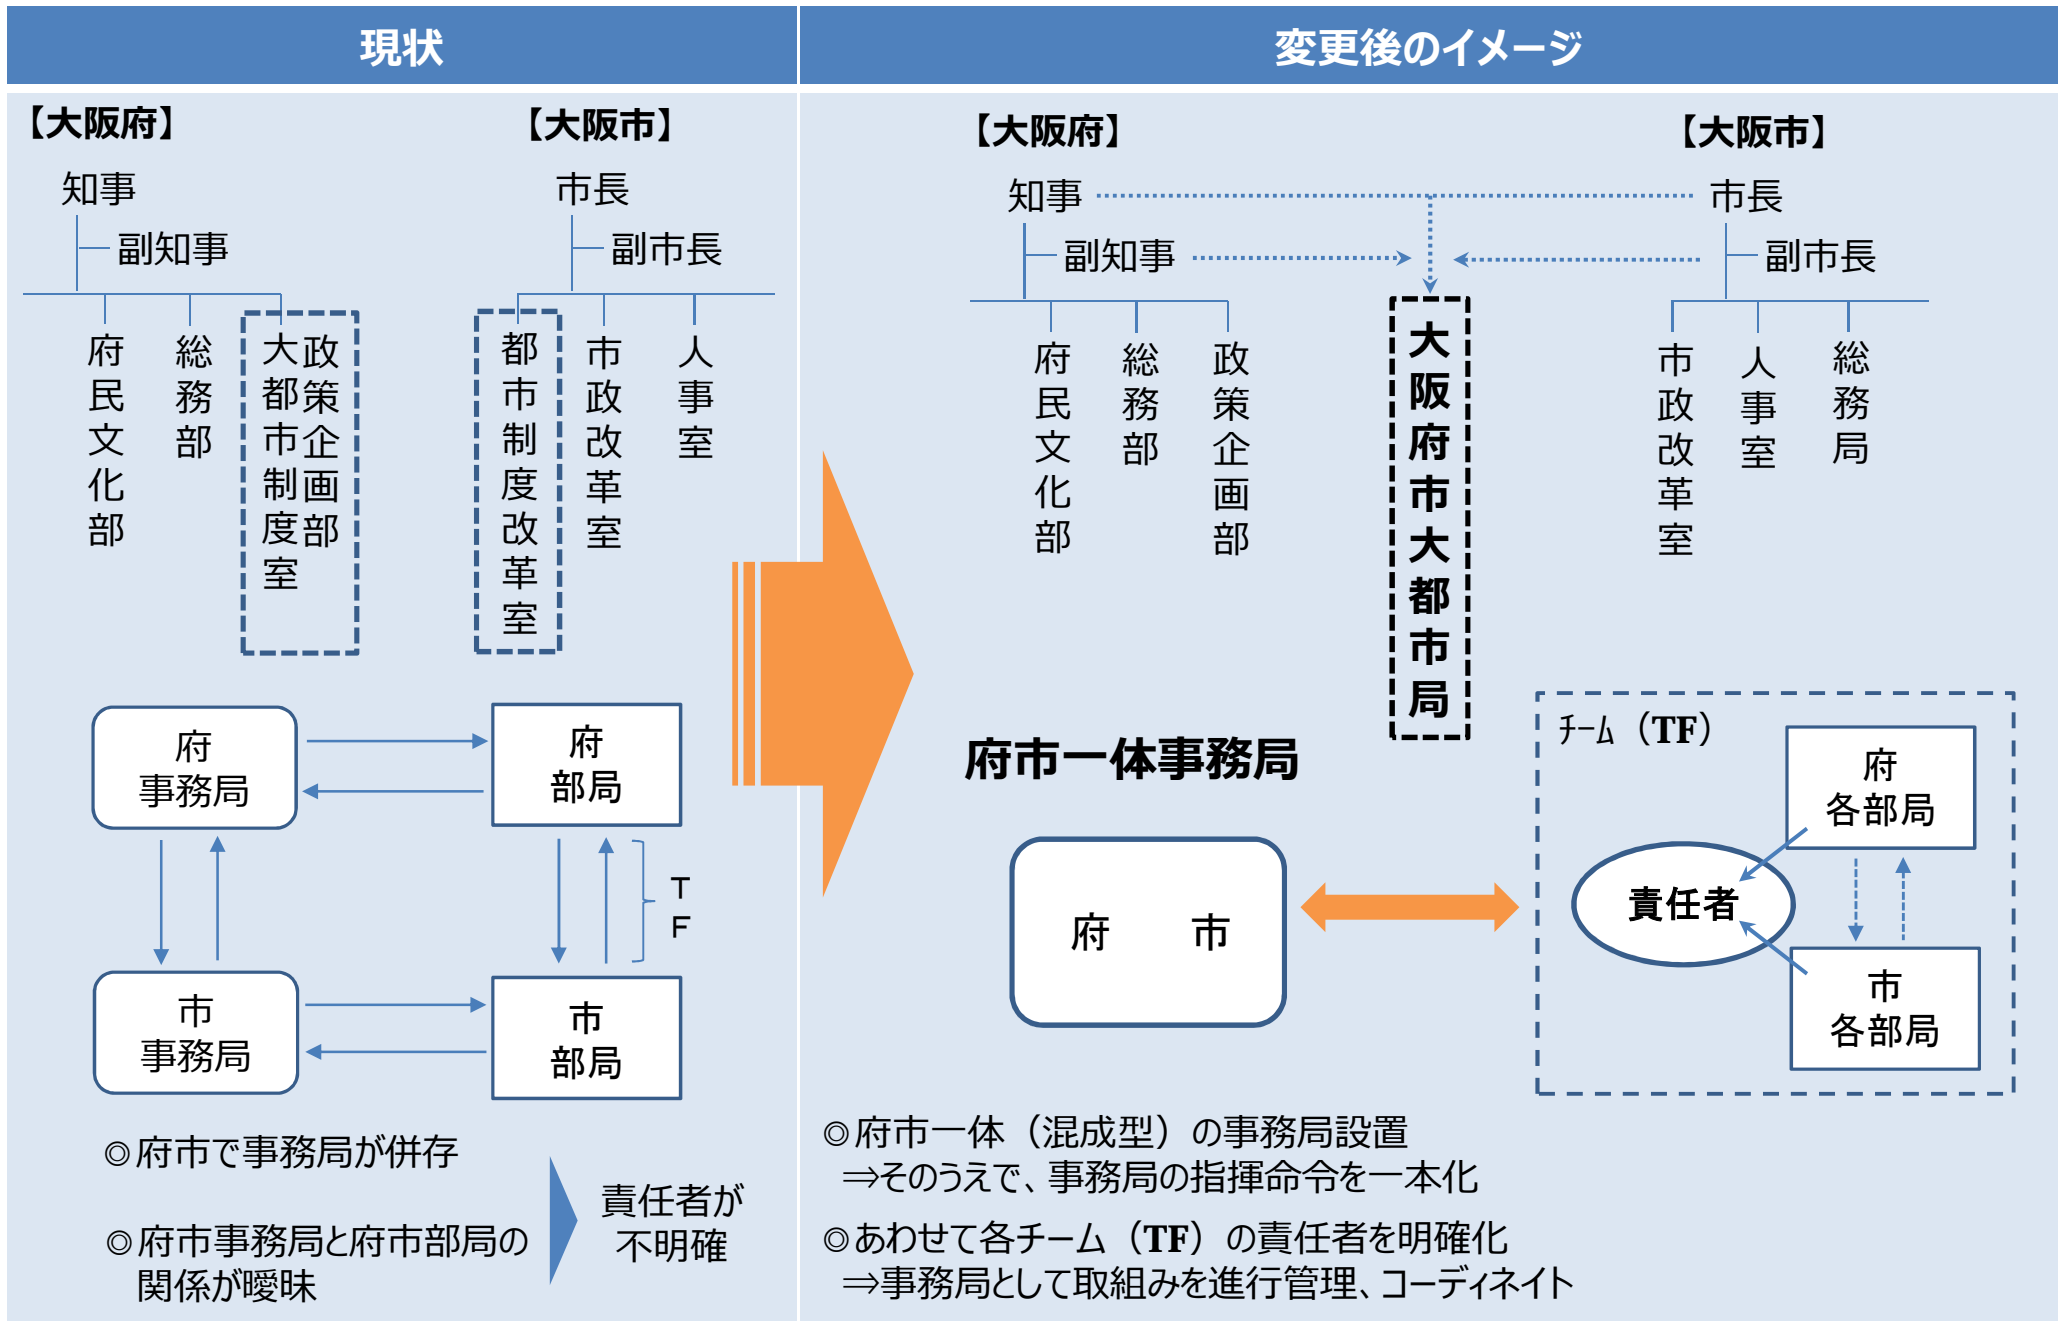 現状
【大阪府】
【大阪市】
知事
副知事
府民文化部
総務部
政策企画部
大都市制度室
市長
副市長
都市制度改革室
市政改革室
人事室
府
事務局
府
部局
TF
市
事務局
市
部局
◎府市で事務局が併存
◎府市事務局と府市部局の
関係が曖昧
責任者が
不明確
変更後のイメージ
【大阪府】
【大阪市】
知事
副知事
府民文化部
総務部
政策企画部
大阪府市大都市局
市長
副市長
市政改革室
人事室
総務局
府市一体事務局
府　市
チーム（TF）
府
各部局
責任者
市
各部局
◎府市一体（混成型）の事務局設置
⇒そのうえで、事務局の指揮命令を一本化
◎あわせて各チーム（TF）の責任者を明確化
⇒事務局として取組みを進行管理、コーディネイト